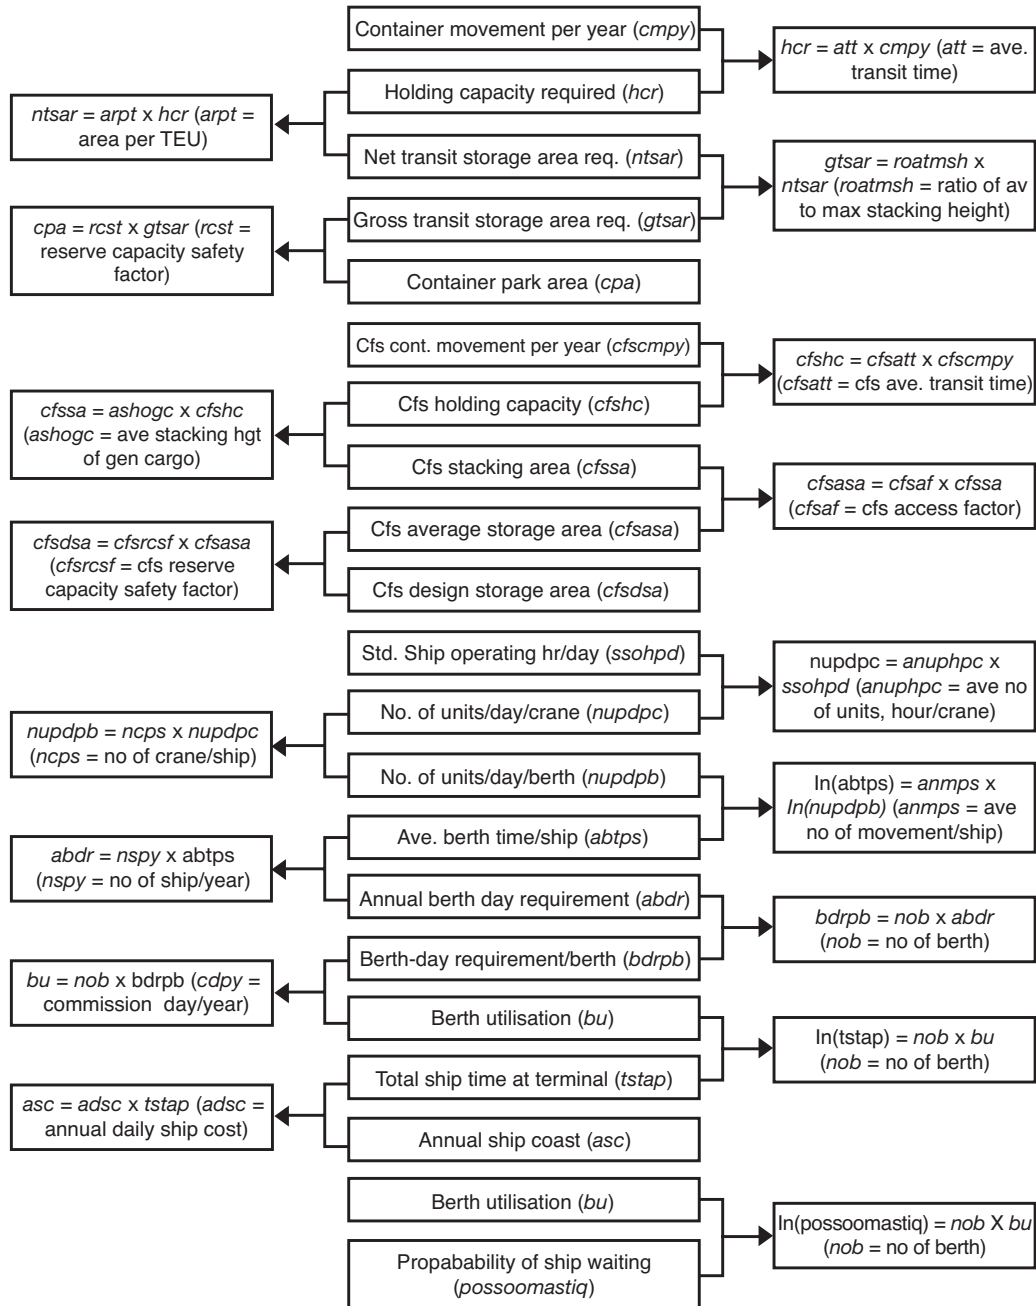 Container movement per year (cmpy)
hcr = att x cmpy (att = ave.
transit time)
Holding capacity required (hcr)
ntsar = arpt x hcr (arpt =
area per TEU)
Net transit storage area req. (ntsar)
gtsar = roatmsh x
ntsar (roatmsh = ratio of av
to max stacking height)
Gross transit storage area req. (gtsar)
cpa = rcst x gtsar (rcst =
reserve capacity safety
factor)
Container park area (cpa)
Cfs cont. movement per year (cfscmpy)
cfshc = cfsatt x cfscmpy
(cfsatt = cfs ave. transit time)
Cfs holding capacity (cfshc)
cfssa = ashogc x cfshc
(ashogc = ave stacking hgt
of gen cargo)
Cfs stacking area (cfssa)
cfsasa = cfsaf x cfssa
(cfsaf = cfs access factor)
Cfs average storage area (cfsasa)
cfsdsa = cfsrcsf x cfsasa
(cfsrcsf = cfs reserve
capacity safety factor)
Cfs design storage area (cfsdsa)
Std. Ship operating hr/day (ssohpd)
nupdpc = anuphpc x
ssohpd (anuphpc = ave no
of units, hour/crane)
No. of units/day/crane (nupdpc)
nupdpb = ncps x nupdpc
(ncps = no of crane/ship)
No. of units/day/berth (nupdpb)
In(abtps) = anmps x
In(nupdpb) (anmps = ave
no of movement/ship)
Ave. berth time/ship (abtps)
abdr = nspy x abtps
(nspy = no of ship/year)
Annual berth day requirement (abdr)
bdrpb = nob x abdr
(nob = no of berth)
Berth-day requirement/berth (bdrpb)
bu = nob x bdrpb (cdpy =
commission day/year)
Berth utilisation (bu)
In(tstap) = nob x bu
(nob = no of berth)
Total ship time at terminal (tstap)
asc = adsc x tstap (adsc =
annual daily ship cost)
Annual ship coast (asc)
Berth utilisation (bu)
In(possoomastiq) = nob X bu
(nob = no of berth)
Propabability of ship waiting
(possoomastiq)